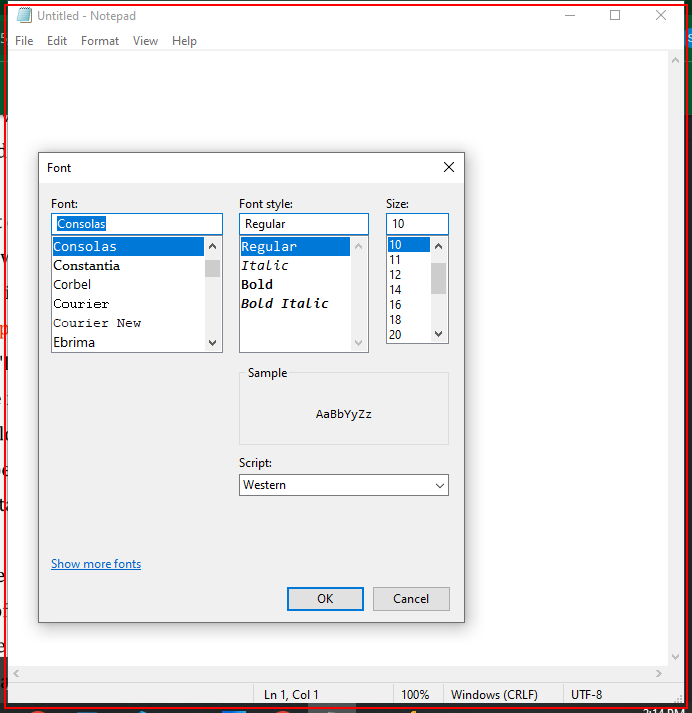 Untitled - Notepad
File Edit Format View Help
Font
Font: Font style: Size:
Consolas Regular 10
Consolas Regular 10
Constantia Italic 11
Corbel Bold 12
Courier Bold Italic 14
Courier New 16
Ebrima 18
20
Sample
AaBbYyZz
Script:
Western
Show more fonts
OK Cancel
Ln 1, Col 1 100% Windows (CRLF) UTF-8